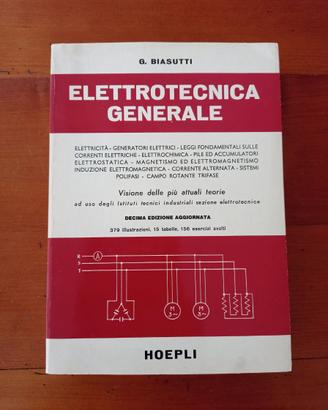 G. BIASUTTI
ELETTROTECNICA
GENERALE
ELETTRICITÀ - GENERATORI ELETTRICI - LEGGI FONDAMENTALI SULLE
CORRENTI ELETTRICHE - ELETTROCHIMICA - PILE ED ACCUMULATORI
ELETTROSTATICA - MAGNETISMO ED ELETTROMAGNETISMO
INDUZIONE ELETTROMAGNETICA - CORRENTE ALTERNATA - SISTEMI
POLIFASI - CAMPO ROTANTE TRIFASE
Visione delle più attuali teorie
ad uso degli Istituti tecnici industriali sezione elettrotecnica
DECIMA EDIZIONE AGGIORNATA
379 illustrazioni, 15 tabelle, 156 esercizi svolti
R A
S
T
M
3~
M
3~
HOEPLI